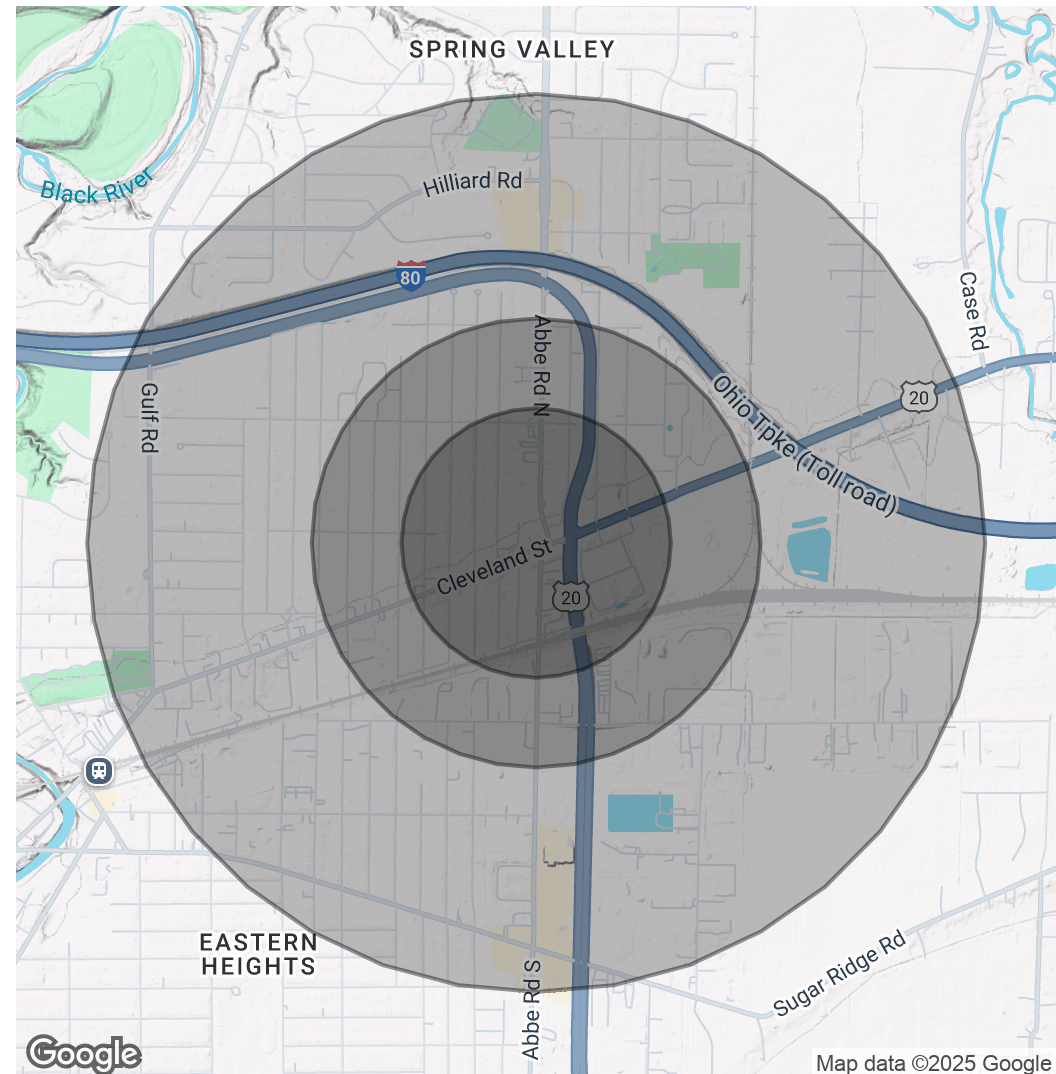 SPRING VALLEY
Black River
Hilliard Rd
80
Case Rd
Abbe Rd N
20
Gulf Rd
Ohio Tpke (Toll road)
Cleveland St
20
EASTERN
HEIGHTS
Sugar Ridge Rd
Abbe Rd S
Google
Map data ©2025 Google